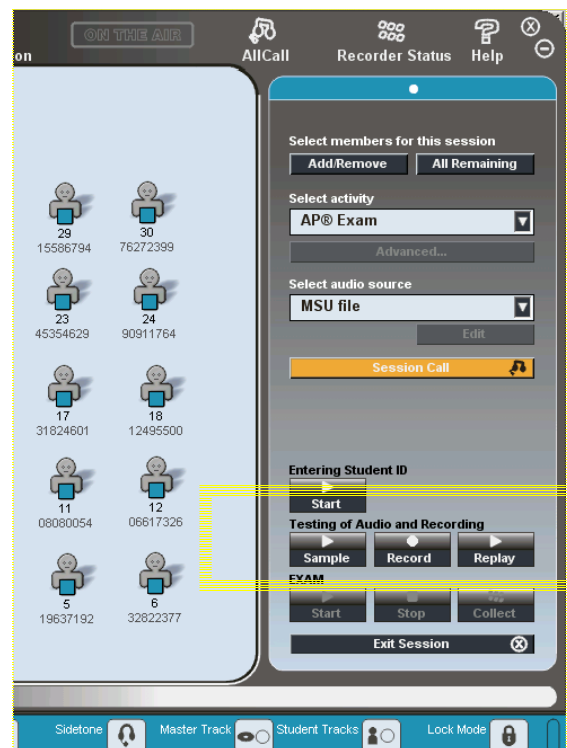 ON THE AIR
on
AllCall
Recorder Status
Help
Select members for this session
Add/Remove
All Remaining
Select activity
AP® Exam
Advanced...
Select audio source
MSU file
Edit
Session Call
29
30
15586794
76272399
23
24
45354629
90911764
17
18
31824601
12495500
11
12
08080054
06617326
5
6
19637192
32822377
Entering Student ID
Start
Testing of Audio and Recording
Sample
Record
Replay
EXAM
Start
Stop
Collect
Exit Session
Sidetone
Master Track
Student Tracks
Lock Mode